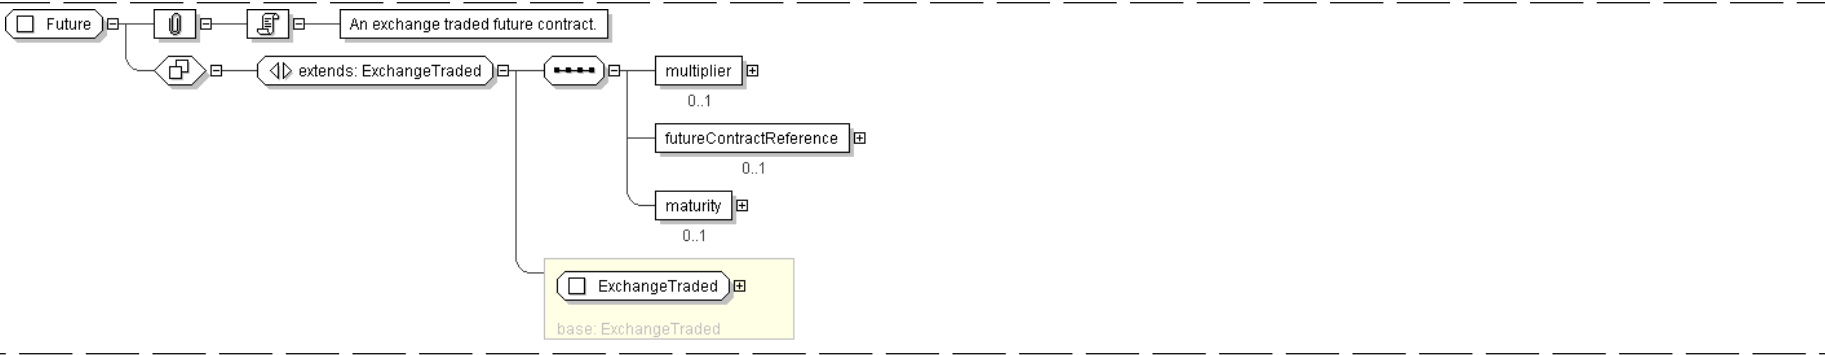 Future
An exchange traded future contract.
extends: ExchangeTraded
multiplier
0..1
futureContractReference
0..1
maturity
0..1
ExchangeTraded
base: ExchangeTraded